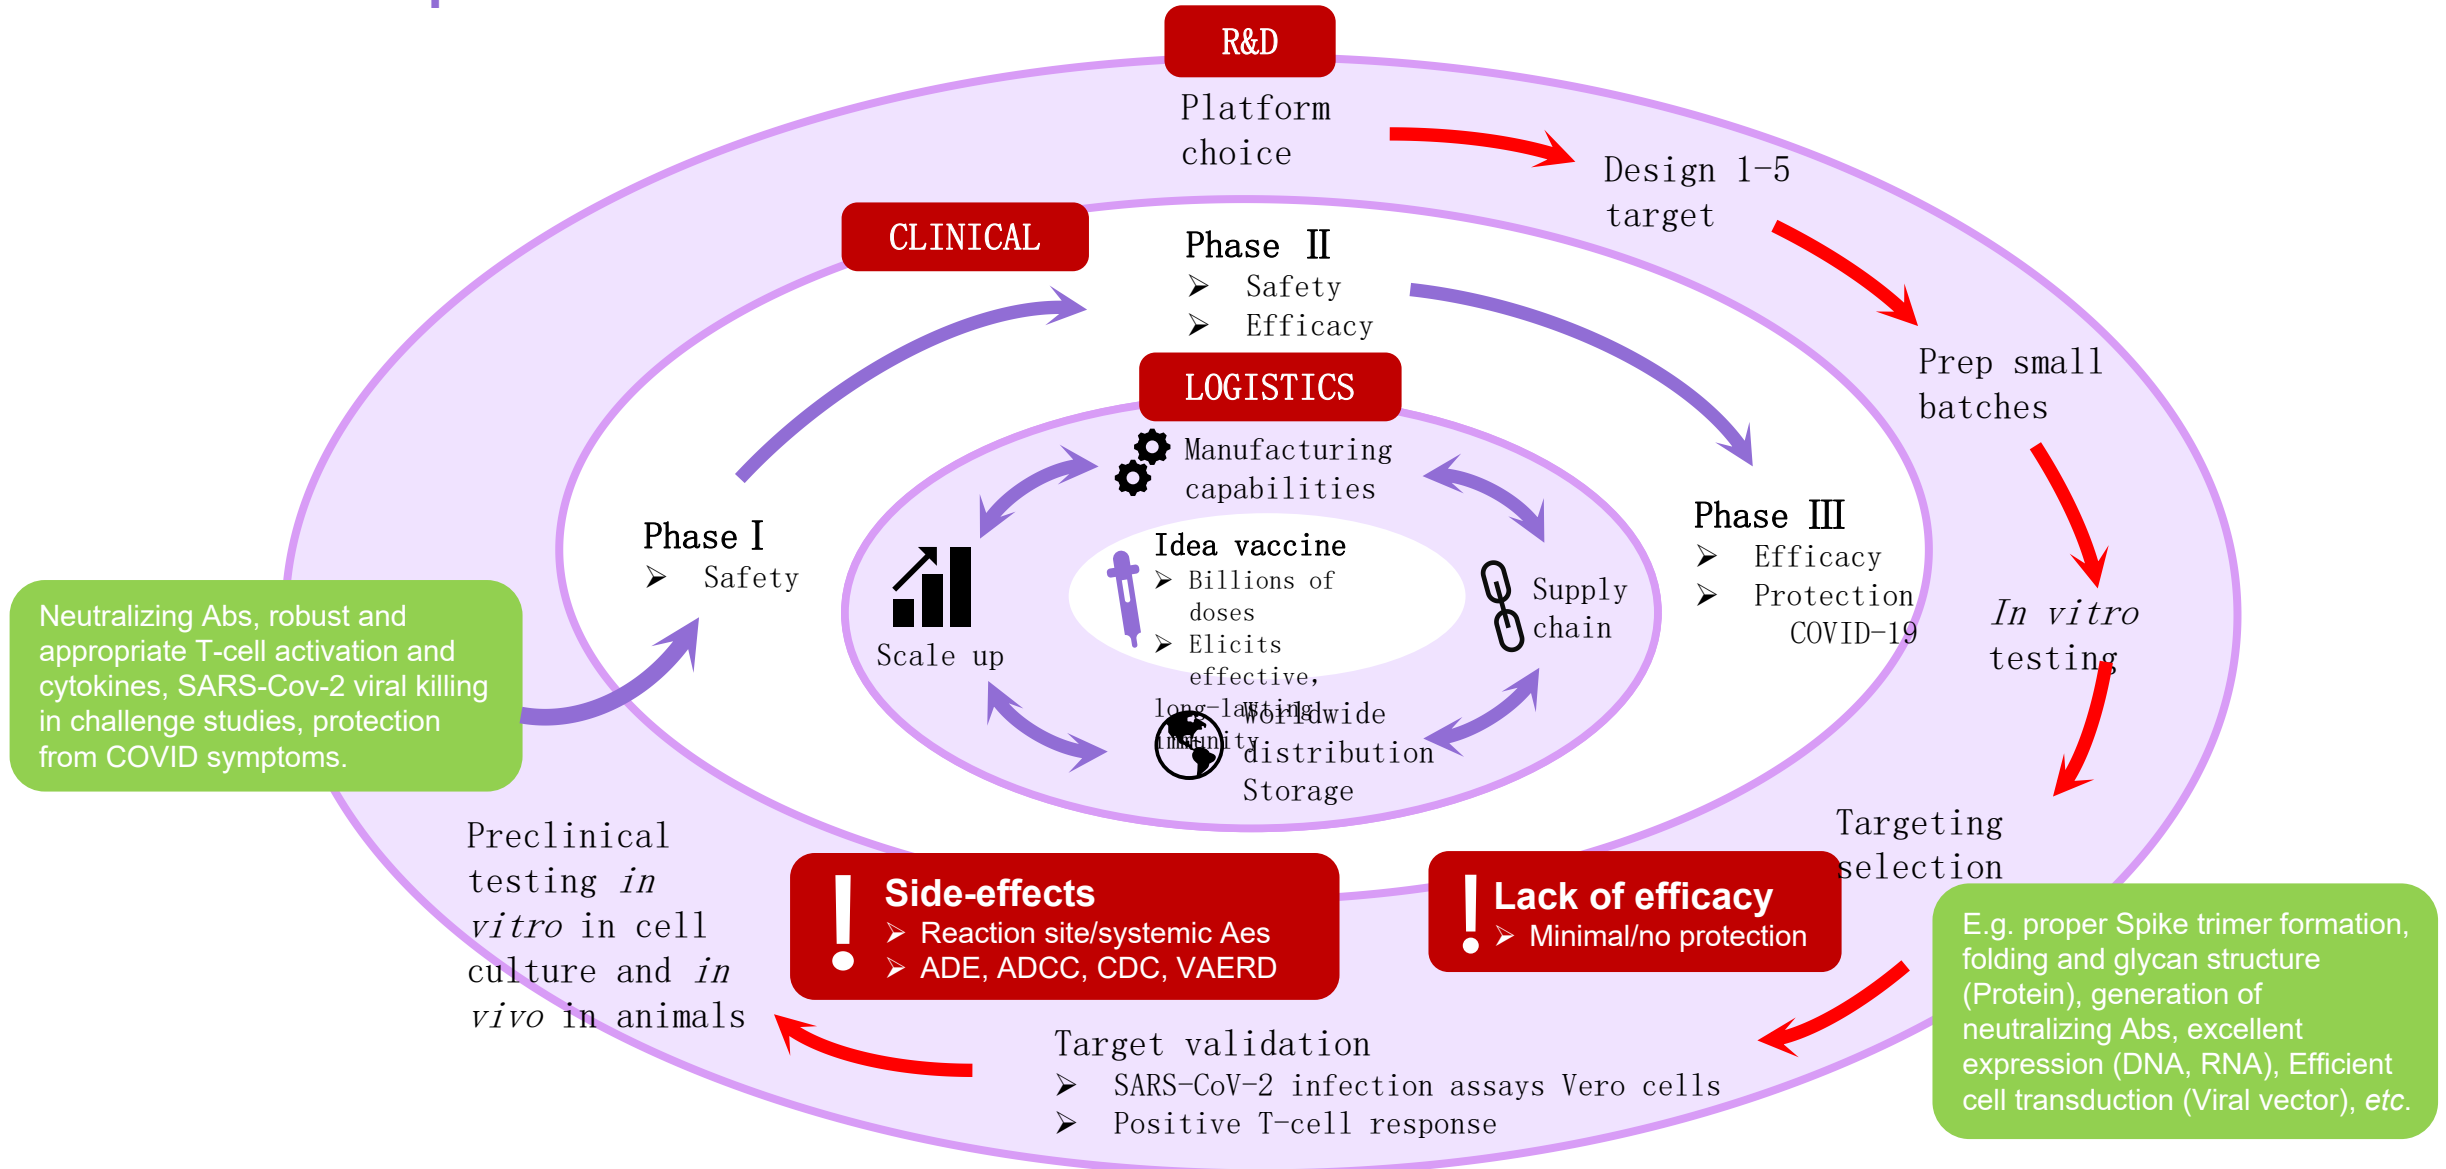 R&D
Platform
choice
Design 1-5
target
Prep small
batches
In vitro
testing
Targeting
selection
E.g. proper Spike trimer formation,
folding and glycan structure
(Protein), generation of
neutralizing Abs, excellent
expression (DNA, RNA), Efficient
cell transduction (Viral vector), etc.
Target validation
➢ SARS-CoV-2 infection assays Vero cells
➢ Positive T-cell response
Preclinical
testing in
vitro in cell
culture and in
vivo in animals
Neutralizing Abs, robust and
appropriate T-cell activation and
cytokines, SARS-Cov-2 viral killing
in challenge studies, protection
from COVID symptoms.
CLINICAL
Phase Ⅰ
➢ Safety
Phase Ⅱ
➢ Safety
➢ Efficacy
Phase Ⅲ
➢ Efficacy
➢ Protection
COVID-19
! Side-effects
➢ Reaction site/systemic Aes
➢ ADE, ADCC, CDC, VAERD
! Lack of efficacy
➢ Minimal/no protection
LOGISTICS
Manufacturing
capabilities
Supply
chain
Worldwide
distribution
Storage
Scale up
Idea vaccine
➢ Billions of
doses
➢ Elicits
effective,
long-lasting
immunity